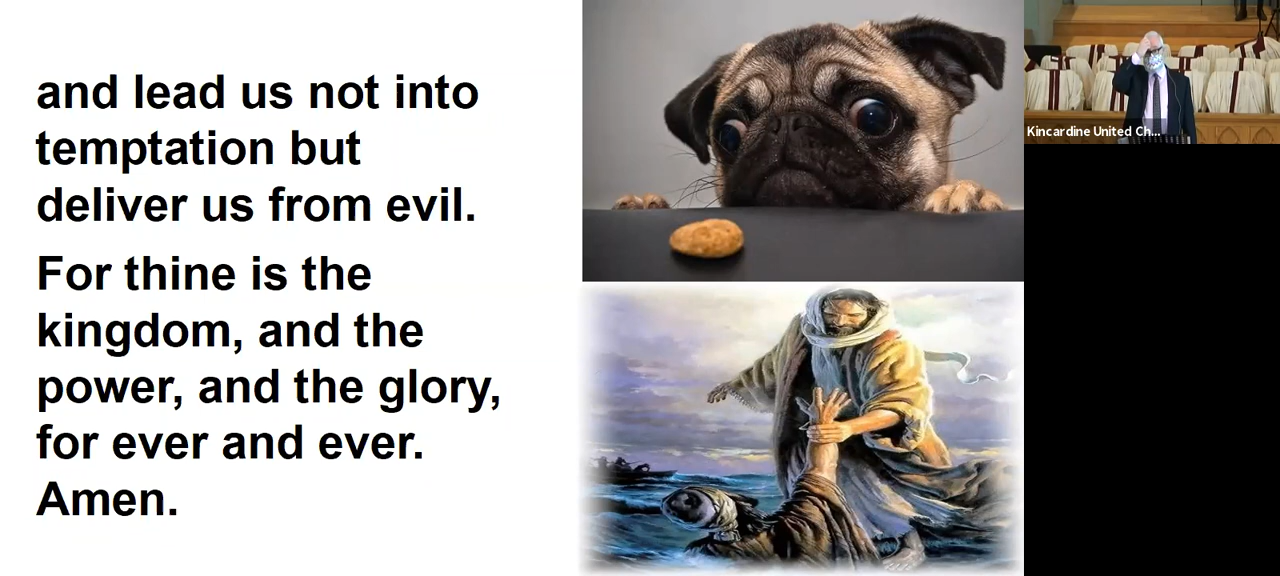 and lead us not into
temptation but
deliver us from evil.
For thine is the
kingdom, and the
power, and the glory,
for ever and ever.
Amen.
Kincardine United Ch...